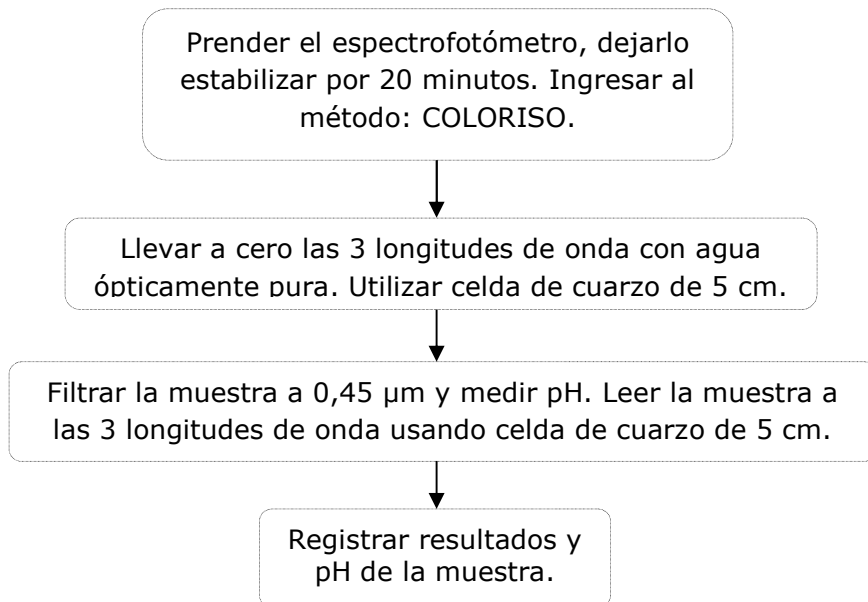 Prender el espectrofotómetro, dejarlo
estabilizar por 20 minutos. Ingresar al
método: COLORISO.
Llevar a cero las 3 longitudes de onda con agua
ópticamente pura. Utilizar celda de cuarzo de 5 cm.
Filtrar la muestra a 0,45 µm y medir pH. Leer la muestra a
las 3 longitudes de onda usando celda de cuarzo de 5 cm.
Registrar resultados y
pH de la muestra.